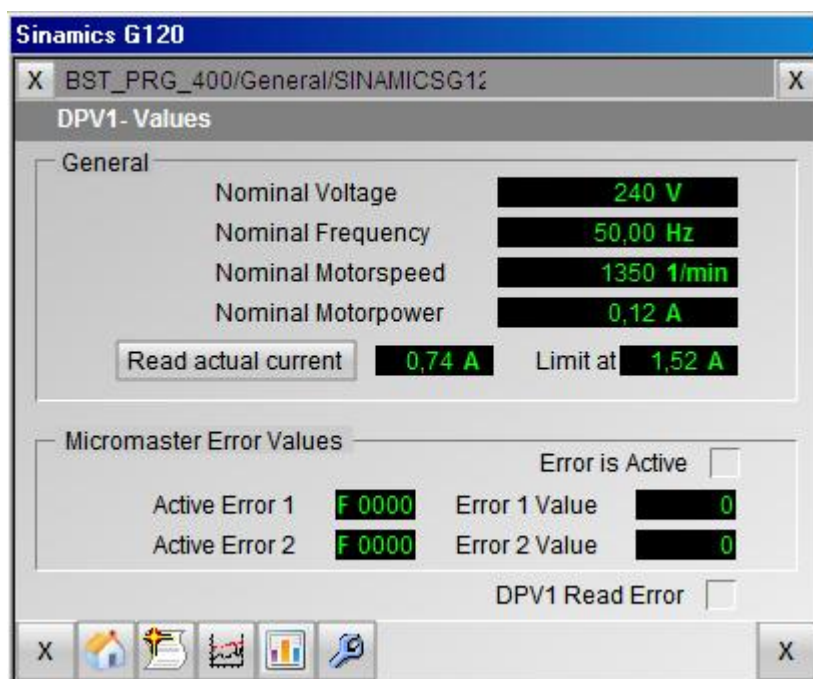 Sinamics G120
X BST_PRG_400/General/SINAMICSG12 X
DPV1- Values
General
Nominal Voltage 240 V
Nominal Frequency 50,00 Hz
Nominal Motorspeed 1350 1/min
Nominal Motorpower 0,12 A
Read actual current 0,74 A Limit at 1,52 A
Micromaster Error Values
Error is Active
Active Error 1 F 0000 Error 1 Value 0
Active Error 2 F 0000 Error 2 Value 0
DPV1 Read Error
X X